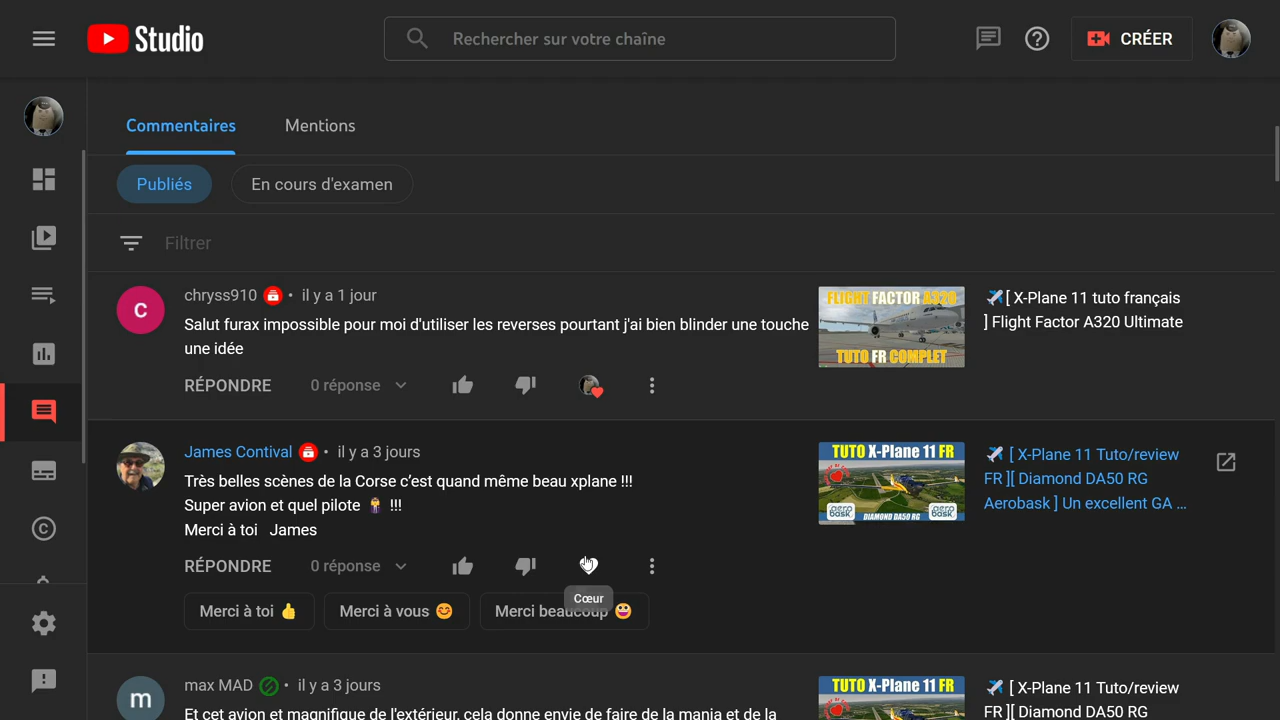 Studio
Rechercher sur votre chaîne
CRÉER
Commentaires
Mentions
Publiés
En cours d'examen
Filtrer
C
chryss910 • il y a 1 jour
Salut furax impossible pour moi d'utiliser les reverses pourtant j'ai bien blinder une touche
une idée
RÉPONDRE
0 réponse
FLIGHT FACTOR A320
TUTO FR COMPLET
✈️[ X-Plane 11 tuto français
] Flight Factor A320 Ultimate
James Contival • il y a 3 jours
Très belles scènes de la Corse c’est quand même beau xplane !!!
Super avion et quel pilote 👨‍✈️ !!!
Merci à toi James
RÉPONDRE
0 réponse
Cœur
Merci à toi 👍
Merci à vous 😊
Merci beaucoup 😀
TUTO X-Plane 11 FR
aero
bask
DIAMOND DA50 RG
aero
bask
✈️ [ X-Plane 11 Tuto/review
FR ][ Diamond DA50 RG
Aerobask ] Un excellent GA ...
m
max MAD • il y a 3 jours
Et cet avion et magnifique de l'extérieur, cela donne envie de faire de la mania et de la
TUTO X-Plane 11 FR
✈️ [ X-Plane 11 Tuto/review
FR ][ Diamond DA50 RG